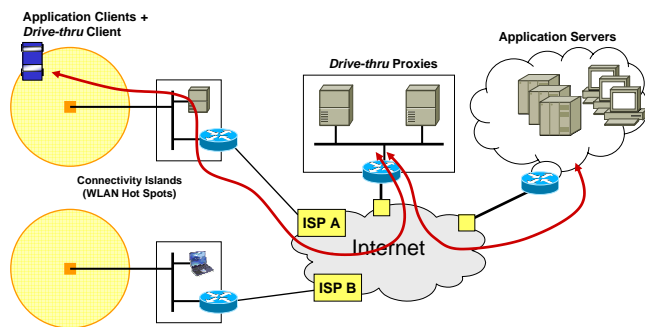 Application Clients +
Drive-thru Client
Drive-thru Proxies
Application Servers
Connectivity Islands
(WLAN Hot Spots)
ISP A
Internet
ISP B